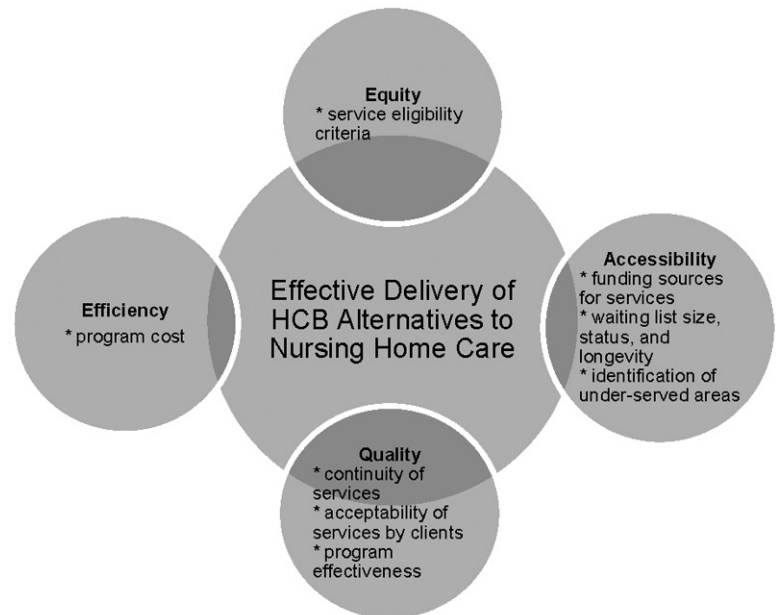 Equity
* service eligibility
criteria
Efficiency
* program cost
Effective Delivery of
HCB Alternatives to
Nursing Home Care
Accessibility
* funding sources
for services
* waiting list size,
status, and
longevity
* identification of
under-served areas
Quality
* continuity of
services
* acceptability of
services by clients
* program
effectiveness